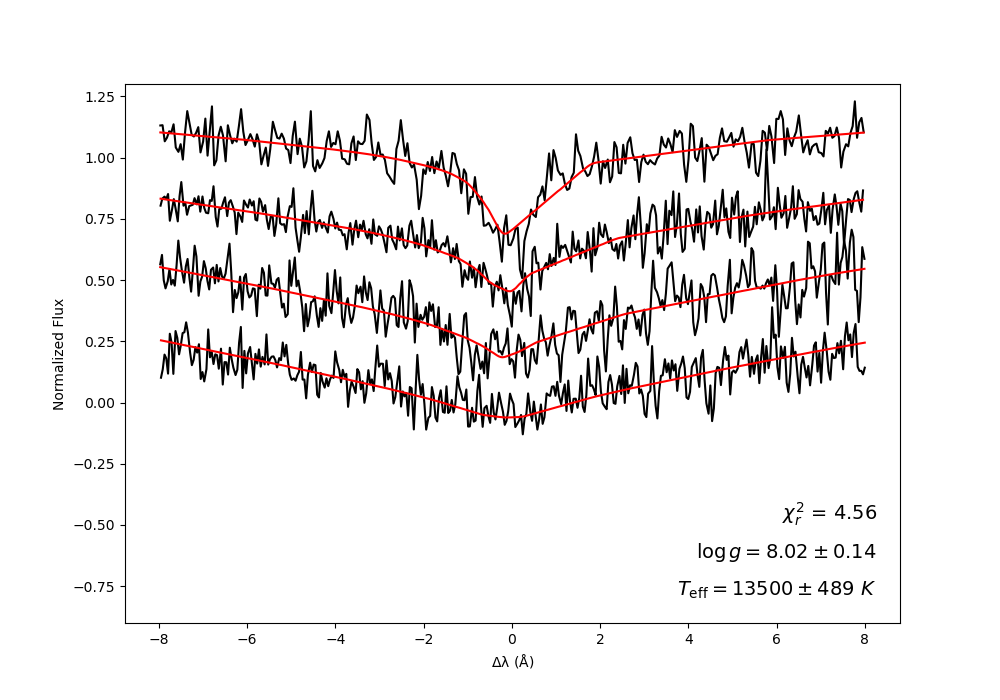 1.25
1.00
0.75
0.50
0.25
0.00
−0.25
−0.50
−0.75
Normalized Flux
χ²ᵣ = 4.56
log g = 8.02 ± 0.14
T_eff = 13500 ± 489 K
−8 −6 −4 −2 0 2 4 6 8
Δλ (Å)